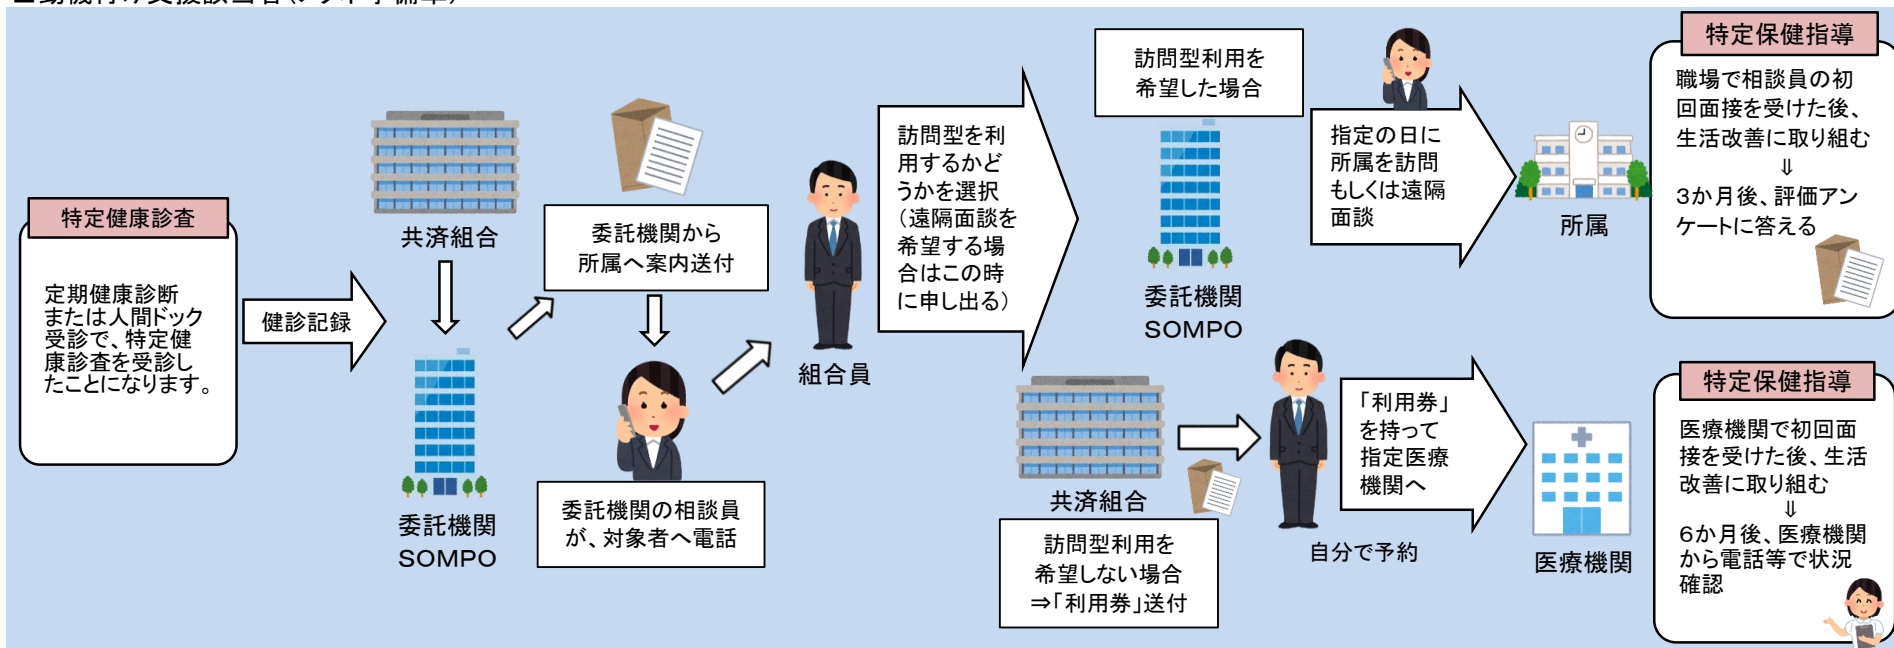 特定健康診査
定期健康診断
または人間ドック
受診で、特定健
康診査を受診し
たことになります。
健診記録
共済組合
委託機関
SOMPO
委託機関から
所属へ案内送付
委託機関の相談員
が、対象者へ電話
組合員
訪問型を利
用するかど
うかを選択
(遠隔面談を
希望する場
合はこの時
に申し出る)
訪問型利用を
希望した場合
委託機関
SOMPO
指定の日に
所属を訪問
もしくは遠隔
面談
所属
特定保健指導
職場で相談員の初
回面接を受けた後、
生活改善に取り組む
⇓
3か月後、評価アン
ケートに答える
共済組合
訪問型利用を
希望しない場合
⇒「利用券」送付
自分で予約
「利用券」
を持って
指定医療
機関へ
医療機関
特定保健指導
医療機関で初回面
接を受けた後、生活
改善に取り組む
⇓
6か月後、医療機関
から電話等で状況
確認